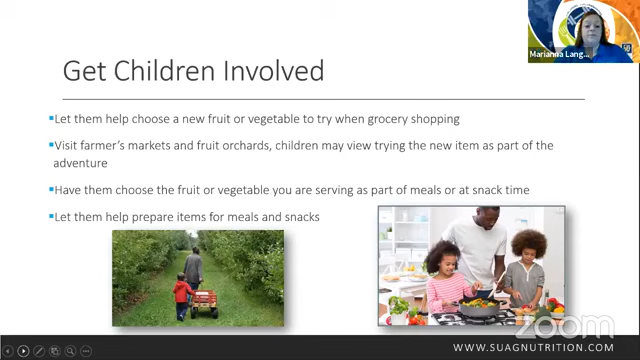 Marianna Lang...
Get Children Involved
▪Let them help choose a new fruit or vegetable to try when grocery shopping
▪Visit farmer's markets and fruit orchards, children may view trying the new item as part of the
adventure
▪Have them choose the fruit or vegetable you are serving as part of meals or at snack time
▪Let them help prepare items for meals and snacks
zoom
WWW.SUAGNUTRITION.COM